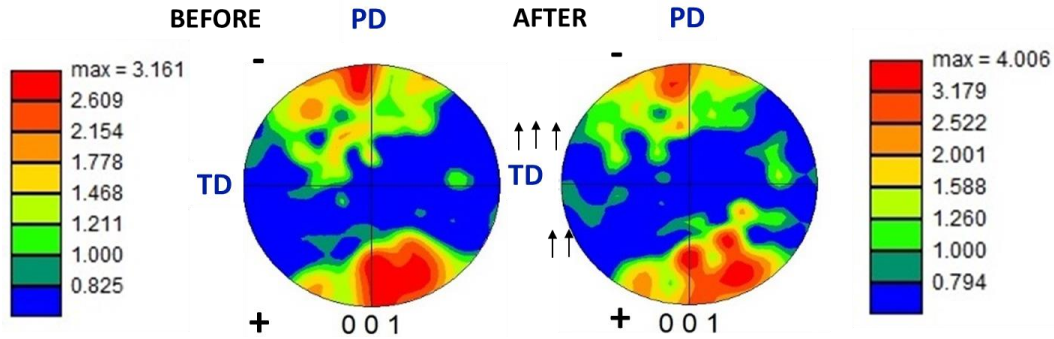 BEFORE PD AFTER PD
- -
max = 3.161
2.609
2.154
1.778
1.468
1.211
1.000
0.825
TD
TD
max = 4.006
3.179
2.522
2.001
1.588
1.260
1.000
0.794
+ 0 0 1
+ 0 0 1